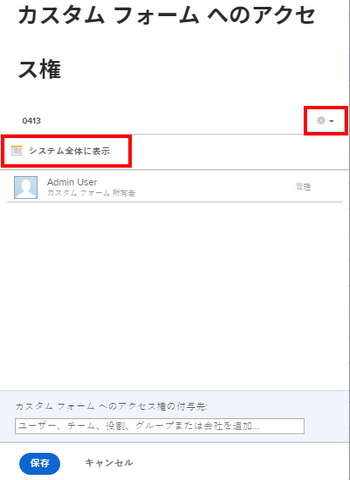 カスタム フォーム へのアクセ
ス権
0413
システム全体に表示
Admin User
管理
カスタム フォーム 所有者
カスタム フォーム へのアクセス権の付与先:
ユーザー、チーム、役割、グループまたは会社を追加...
保存
キャンセル